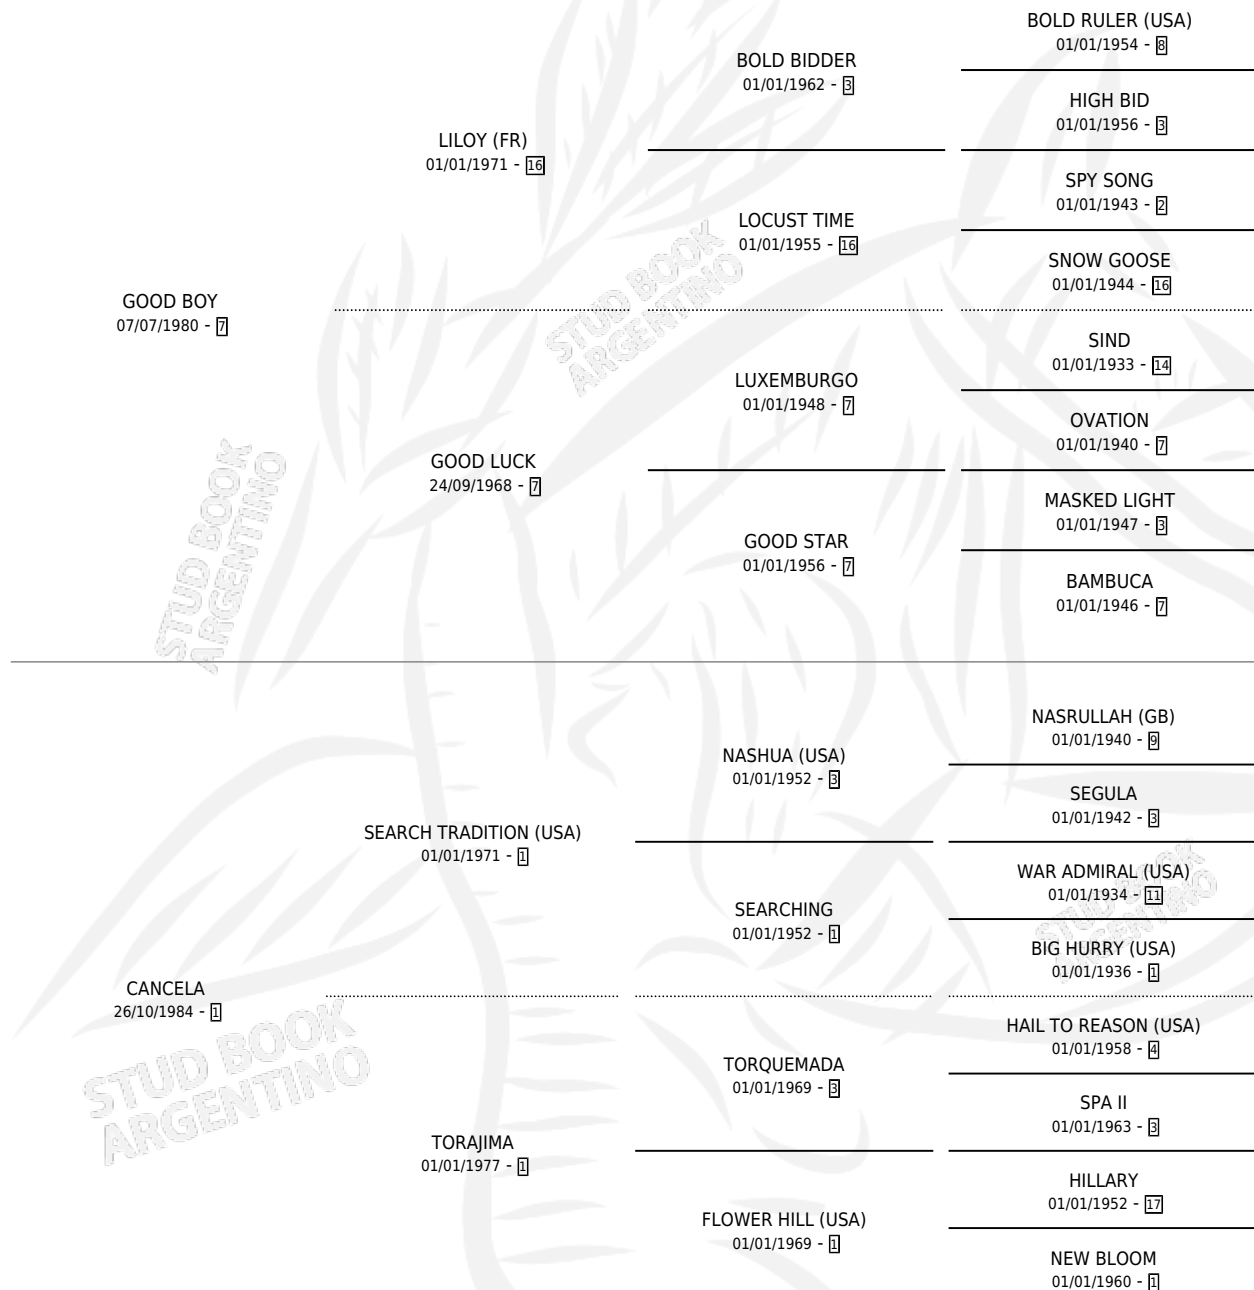 BOLD RULER (USA)
01/01/1954 - 8
BOLD BIDDER
01/01/1962 - 3
HIGH BID
01/01/1956 - 3
LILOY (FR)
01/01/1971 - 16
SPY SONG
01/01/1943 - 2
LOCUST TIME
01/01/1955 - 16
SNOW GOOSE
01/01/1944 - 16
GOOD BOY
07/07/1980 - 7
STUD BOOK
ARGENTINO
SIND
01/01/1933 - 14
LUXEMBURGO
01/01/1948 - 7
OVATION
01/01/1940 - 7
GOOD LUCK
24/09/1968 - 7
MASKED LIGHT
01/01/1947 - 3
GOOD STAR
01/01/1956 - 7
BAMBUCA
01/01/1946 - 7
STUD BOOK
ARGENTINO
NASRULLAH (GB)
01/01/1940 - 9
NASHUA (USA)
01/01/1952 - 3
SEGULA
01/01/1942 - 3
SEARCH TRADITION (USA)
01/01/1971 - 1
WAR ADMIRAL (USA)
01/01/1934 - 11
SEARCHING
01/01/1952 - 1
STUD BOOK
ARGENTINO
BIG HURRY (USA)
01/01/1936 - 1
CANCELA
26/10/1984 - 1
HAIL TO REASON (USA)
01/01/1958 - 4
STUD BOOK
ARGENTINO
TORQUEMADA
01/01/1969 - 3
SPA II
01/01/1963 - 3
TORAJIMA
01/01/1977 - 1
HILLARY
01/01/1952 - 17
FLOWER HILL (USA)
01/01/1969 - 1
NEW BLOOM
01/01/1960 - 1